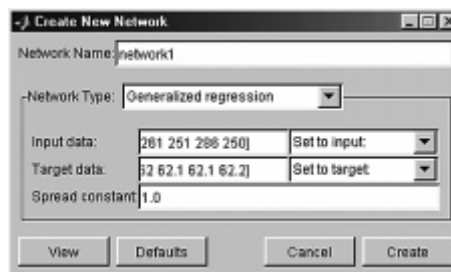 Create New Network
Network Name: network1
Network Type: Generalized regression
Input data: 261 251 286 250] Set to input:
Target data: 62 62.1 62.1 62.2] Set to target:
Spread constant: 1.0
View Defaults Cancel Create